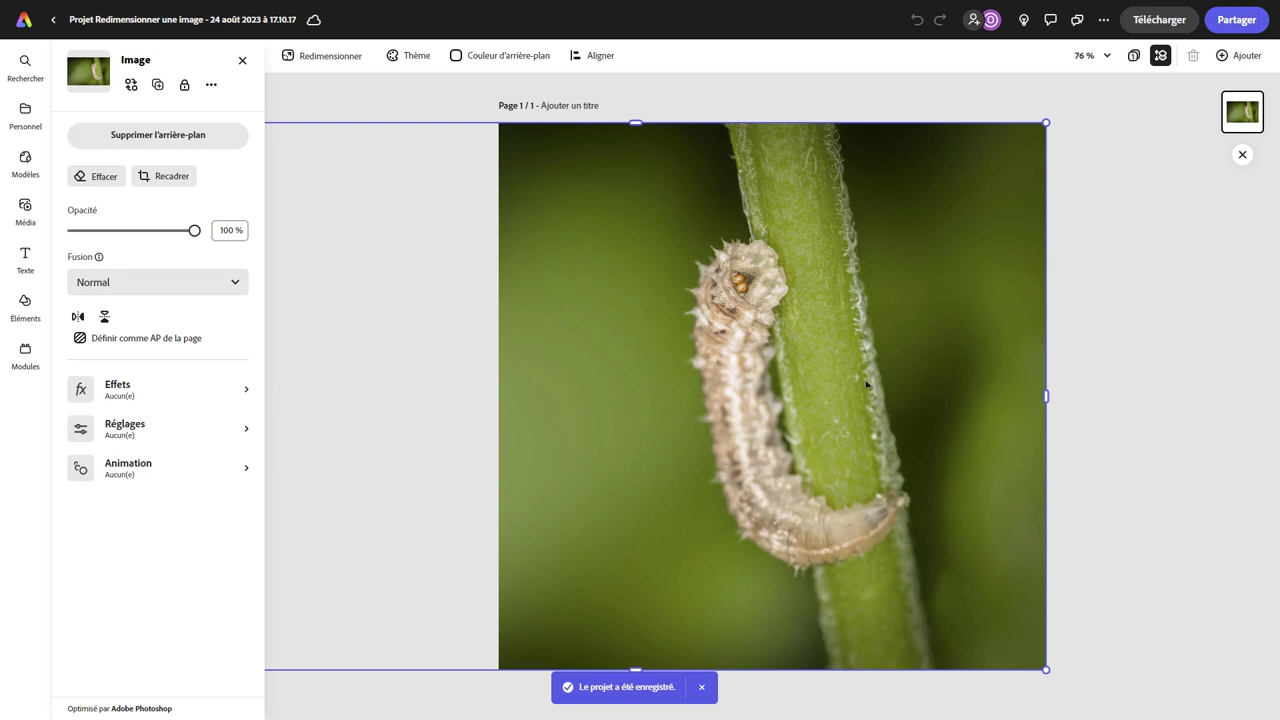 Projet Redimensionner une image - 24 août 2023 à 17.10.17
Télécharger
Partager
Rechercher
Personnel
Modèles
Média
Texte
Éléments
Modules
Image
Supprimer l'arrière-plan
Effacer
Recadrer
Opacité
100 %
Fusion
Normal
Définir comme AP de la page
fx
Effets
Aucun(e)
Réglages
Aucun(e)
Animation
Aucun(e)
Optimisé par Adobe Photoshop
Redimensionner
Thème
Couleur d'arrière-plan
Aligner
76 %
1
Ajouter
Page 1 / 1 - Ajouter un titre
Le projet a été enregistré.